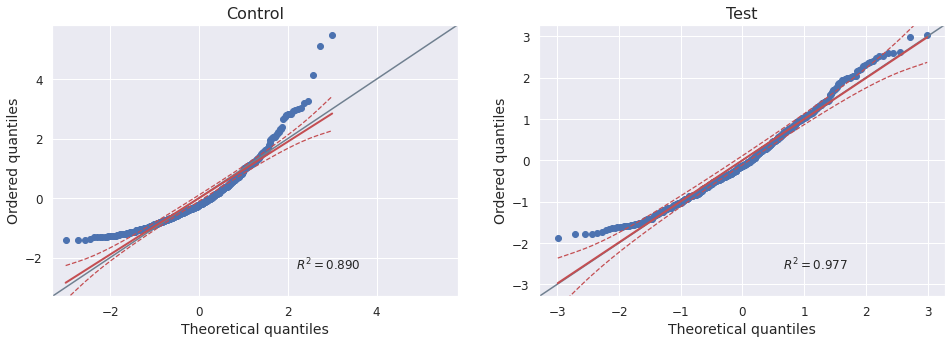 Control
Ordered quantiles
4
2
0
−2
R² = 0.890
−2
0
2
4
Theoretical quantiles
Test
Ordered quantiles
3
2
1
0
−1
−2
−3
R² = 0.977
−3
−2
−1
0
1
2
3
Theoretical quantiles